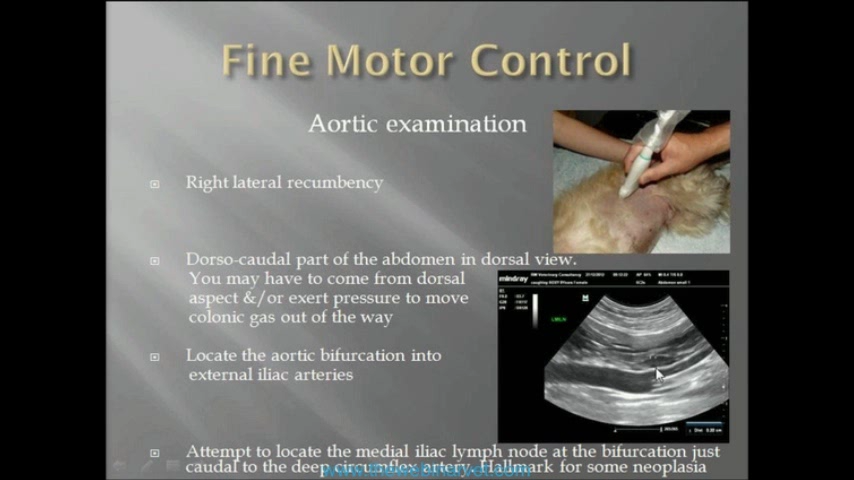 Fine Motor Control
Aortic examination
Right lateral recumbency
Dorso-caudal part of the abdomen in dorsal view.
You may have to come from dorsal
aspect &/or exert pressure to move
colonic gas out of the way
Locate the aortic bifurcation into
external iliac arteries
mindray
M
Attempt to locate the medial iliac lymph node at the bifurcation just
caudal to the deep circumflex artery. Hallmark for some neoplasia